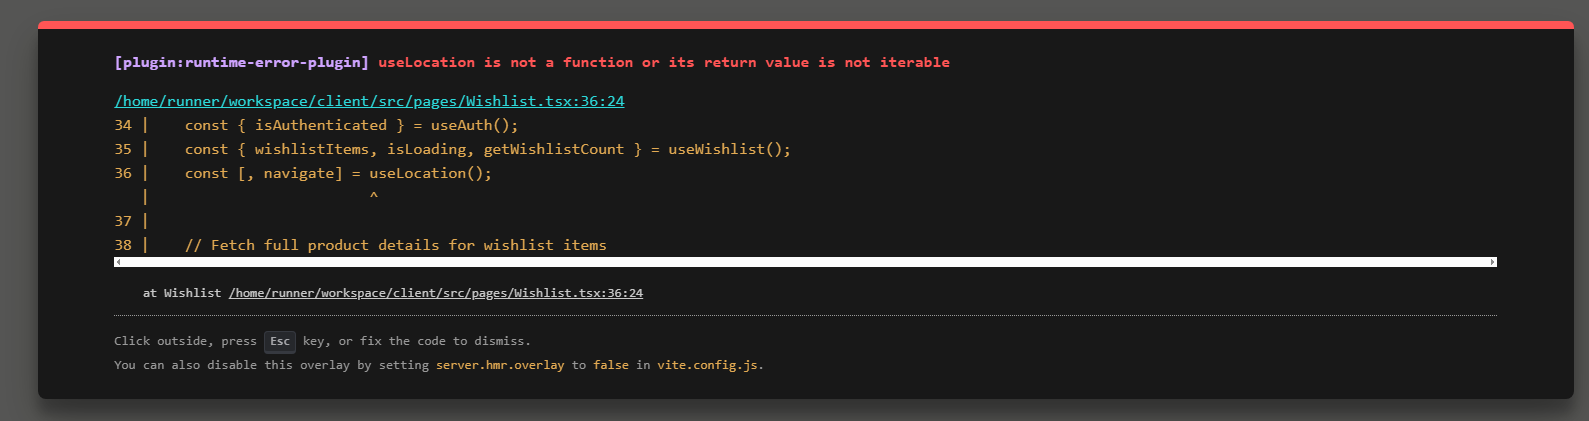 [plugin:runtime-error-plugin] useLocation is not a function or its return value is not iterable
/home/runner/workspace/client/src/pages/Wishlist.tsx:36:24
34 |    const { isAuthenticated } = useAuth();
35 |    const { wishlistItems, isLoading, getWishlistCount } = useWishlist();
36 |    const [, navigate] = useLocation();
   |                         ^
37 |
38 |    // Fetch full product details for wishlist items
at Wishlist /home/runner/workspace/client/src/pages/Wishlist.tsx:36:24
Click outside, press Esc key, or fix the code to dismiss.
You can also disable this overlay by setting server.hmr.overlay to false in vite.config.js.